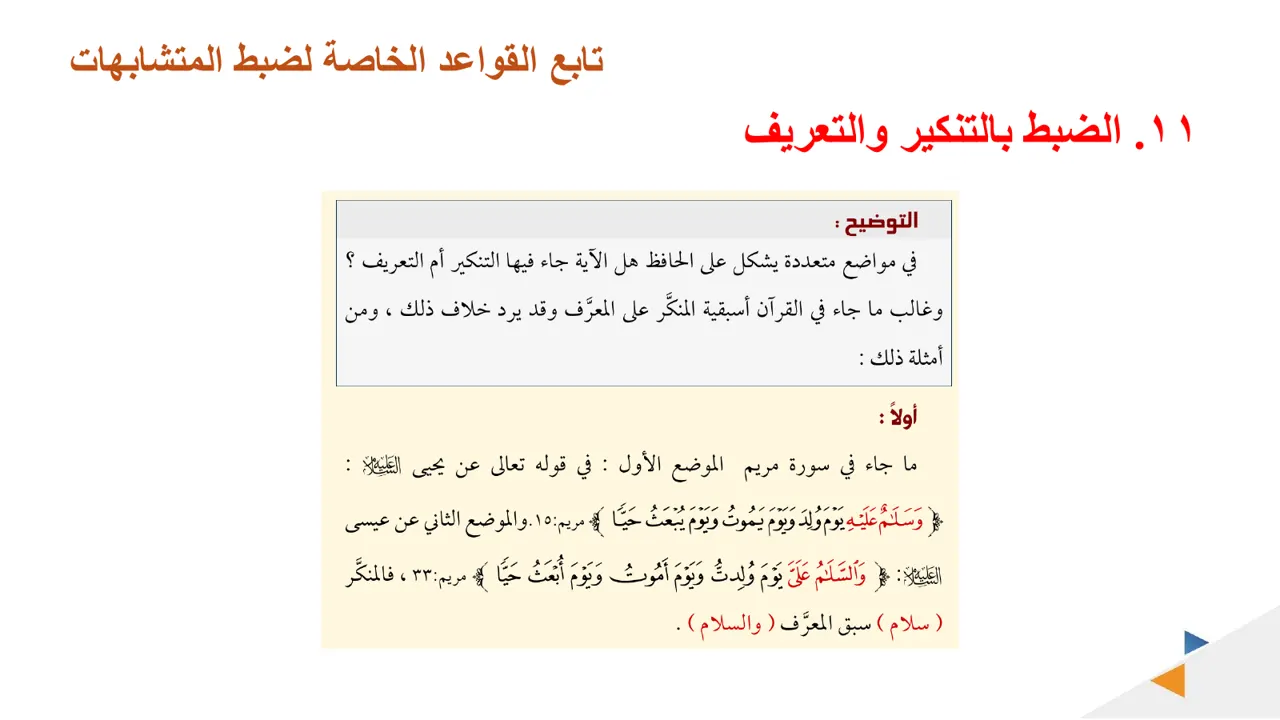 تابع القواعد الخاصة لضبط المتشابهات
١١. الضبط بالتنكير والتعريف
التوضيح :
في مواضع متعددة يشكل على الحافظ هل الآية جاء فيها التنكير أم التعريف ؟
وغالب ما جاء في القرآن أسبقية المنكَّر على المعرَّف وقد يرد خلاف ذلك ، ومن
أمثلة ذلك :
أولاً :
ما جاء في سورة مريم الموضع الأول : في قوله تعالى عن يحيى عليه السلام :
﴿ وَسَلَـٰمٌ عَلَيْهِ يَوْمَ وُلِدَ وَيَوْمَ يَمُوتُ وَيَوْمَ يُبْعَثُ حَيًّا ﴾ مريم:١٥.والموضع الثاني عن عيسى
عليه السلام : ﴿ وَٱلسَّلَـٰمُ عَلَىَّ يَوْمَ وُلِدتُّ وَيَوْمَ أَمُوتُ وَيَوْمَ أُبْعَثُ حَيًّا ﴾ مريم:٣٣ ، فالمنكَّر
( سلام ) سبق المعرَّف ( والسلام ) .